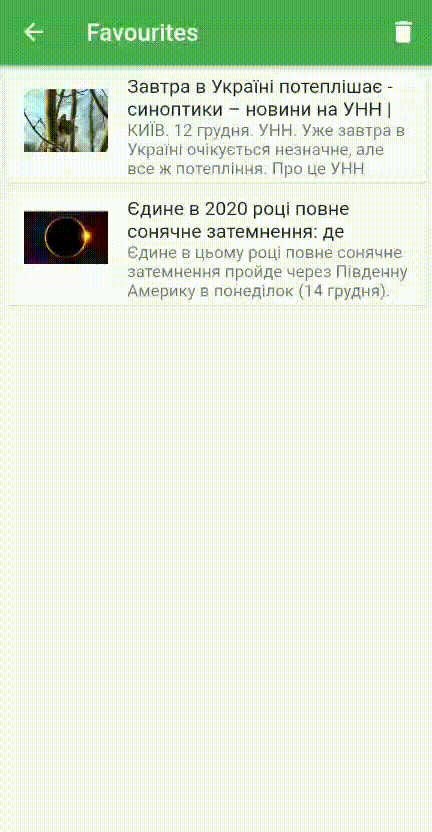 Favourites
Завтра в Україні потеплішає -
синоптики – новини на УНН |
КИЇВ. 12 грудня. УНН. Уже завтра в
Україні очікується незначне, але
все ж потепління. Про це УНН
Єдине в 2020 році повне
сонячне затемнення: де
Єдине в цьому році повне сонячне
затемнення пройде через Південну
Америку в понеділок (14 грудня).